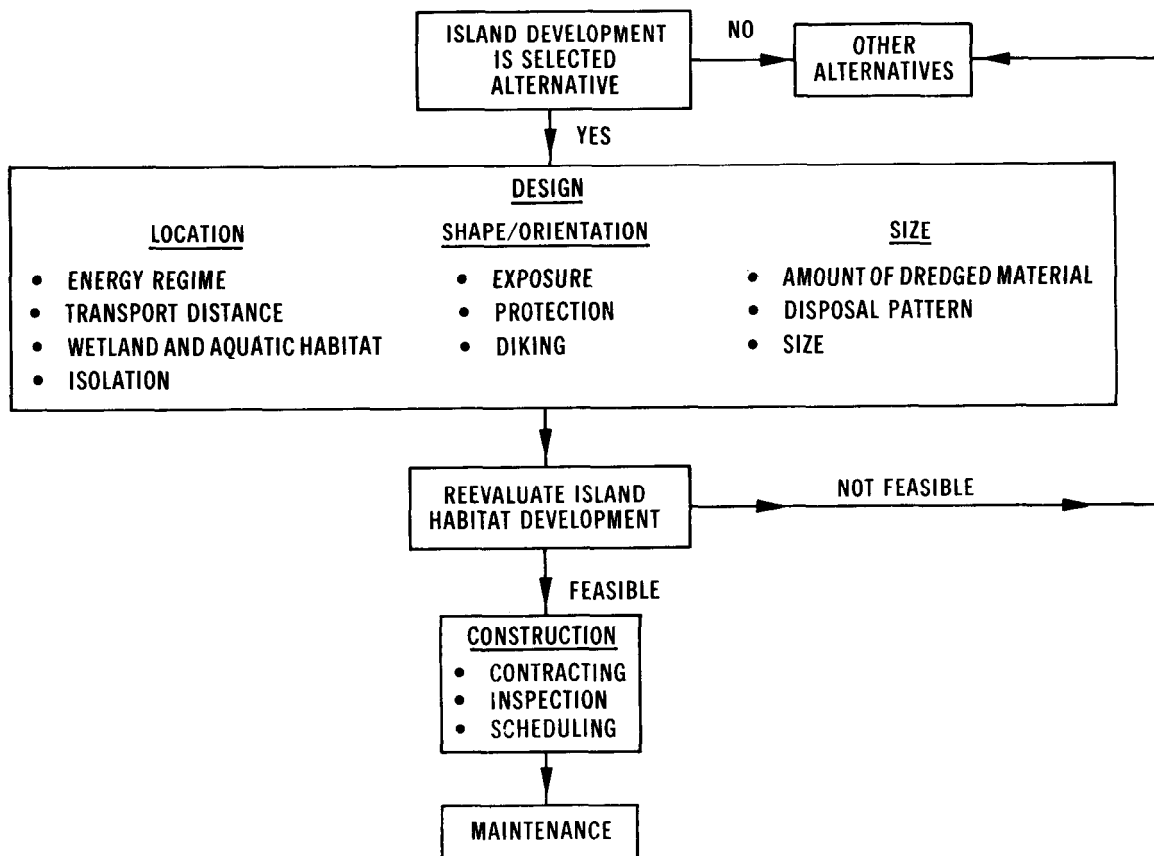 ISLAND DEVELOPMENT
IS SELECTED
ALTERNATIVE
NO
OTHER
ALTERNATIVES
YES
DESIGN
LOCATION
• ENERGY REGIME
• TRANSPORT DISTANCE
• WETLAND AND AQUATIC HABITAT
• ISOLATION
SHAPE/ORIENTATION
• EXPOSURE
• PROTECTION
• DIKING
SIZE
• AMOUNT OF DREDGED MATERIAL
• DISPOSAL PATTERN
• SIZE
REEVALUATE ISLAND
HABITAT DEVELOPMENT
NOT FEASIBLE
FEASIBLE
CONSTRUCTION
• CONTRACTING
• INSPECTION
• SCHEDULING
MAINTENANCE